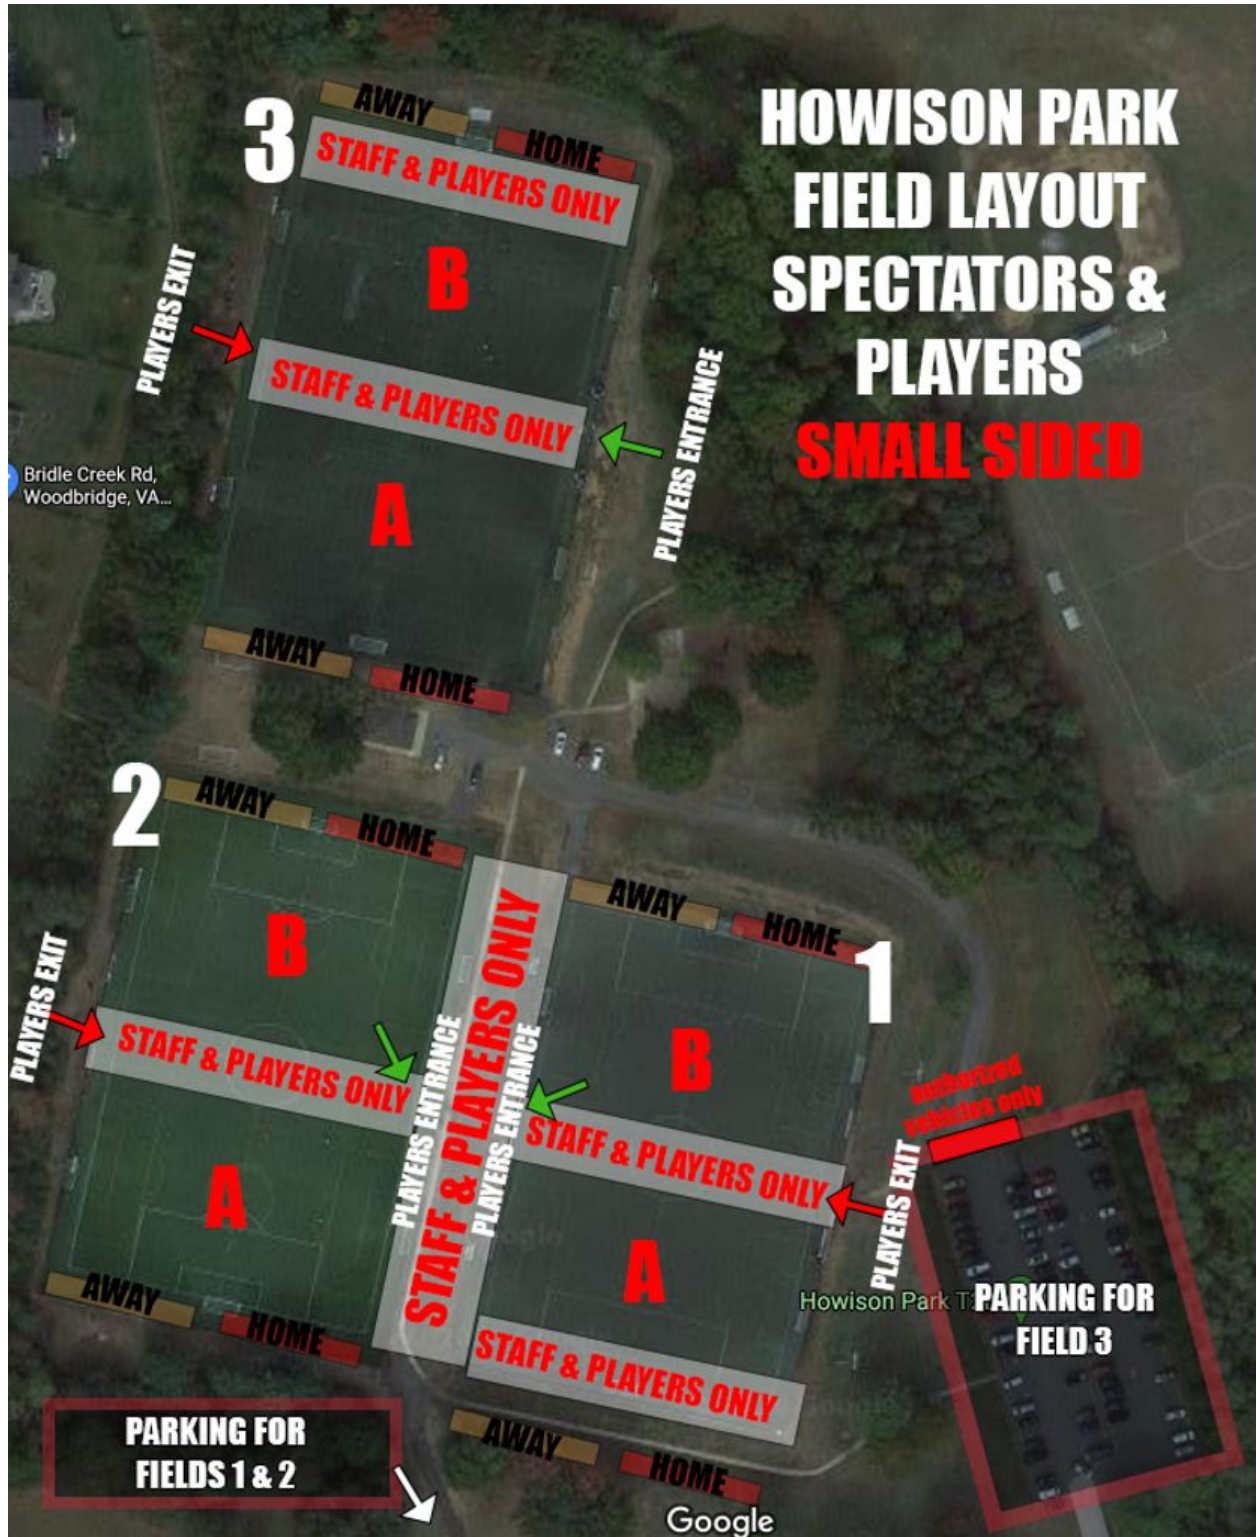 HOWISON PARK
FIELD LAYOUT
SPECTATORS &
PLAYERS
SMALL SIDED
3
AWAY
HOME
STAFF & PLAYERS ONLY
B
PLAYERS EXIT
STAFF & PLAYERS ONLY
PLAYERS ENTRANCE
Bridle Creek Rd,
Woodbridge, VA...
A
AWAY
HOME
2
AWAY
HOME
B
PLAYERS EXIT
STAFF & PLAYERS ONLY
PLAYERS ENTRANCE
STAFF & PLAYERS ONLY
PLAYERS ENTRANCE
A
AWAY
HOME
AWAY
HOME
1
B
STAFF & PLAYERS ONLY
PLAYERS EXIT
authorized
vehicles only
A
Howison Park
PARKING FOR
FIELD 3
STAFF & PLAYERS ONLY
AWAY
HOME
PARKING FOR
FIELDS 1 & 2
Google